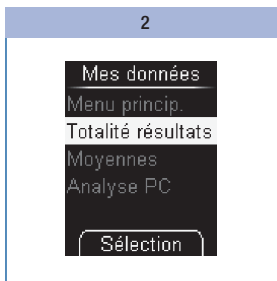 2
Mes données
Menu princip.
Totalité résultats
Moyennes
Analyse PC
Sélection